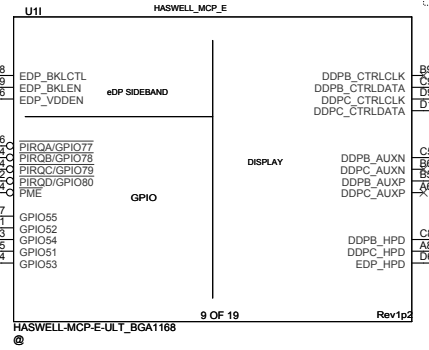 U1I
HASWELL_MCP_E
EDP_BKLCTL
EDP_BKLEN
EDP_VDDEN
eDP SIDEBAND
DDPB_CTRLCLK
DDPB_CTRLDATA
DDPC_CTRLCLK
DDPC_CTRLDATA
PIRQA/GPIO77
PIRQB/GPIO78
PIRQC/GPIO79
PIRQD/GPIO80
PME
GPIO
DISPLAY
DDPB_AUXN
DDPC_AUXN
DDPB_AUXP
DDPC_AUXP
GPIO55
GPIO52
GPIO54
GPIO51
GPIO53
DDPB_HPD
DDPC_HPD
EDP_HPD
9 OF 19
Rev1p2
HASWELL-MCP-E-ULT_BGA1168
@